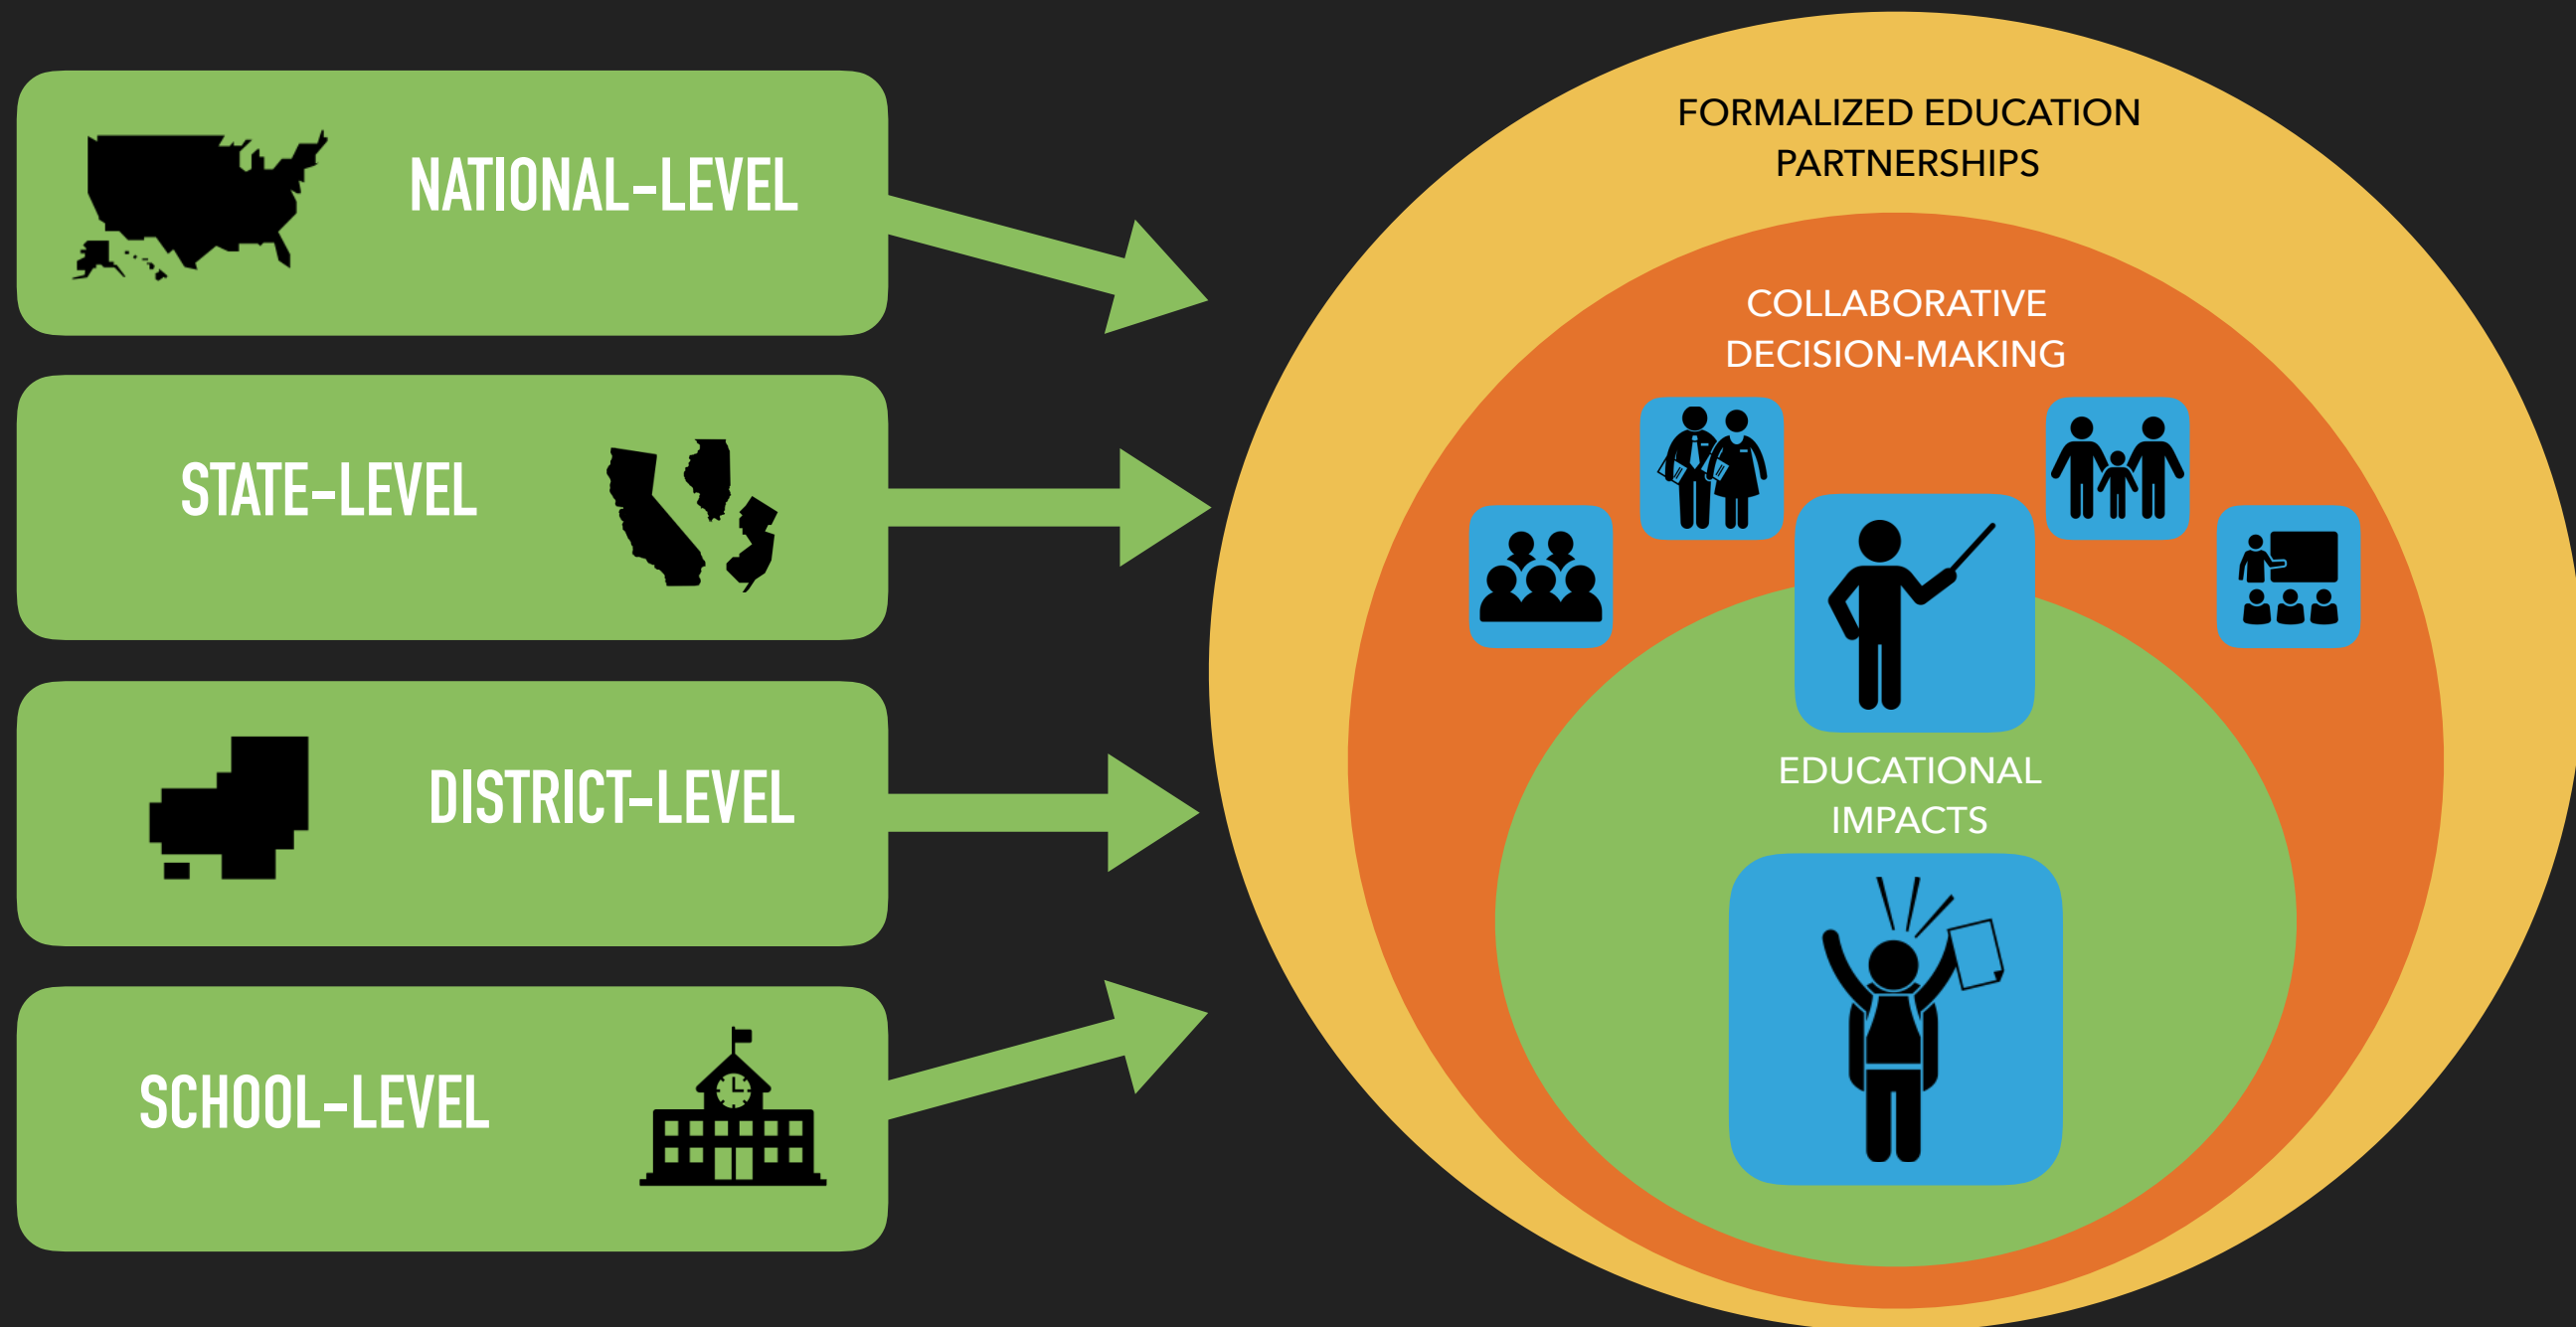 NATIONAL-LEVEL
STATE-LEVEL
DISTRICT-LEVEL
SCHOOL-LEVEL
FORMALIZED EDUCATION
PARTNERSHIPS
COLLABORATIVE
DECISION-MAKING
EDUCATIONAL
IMPACTS